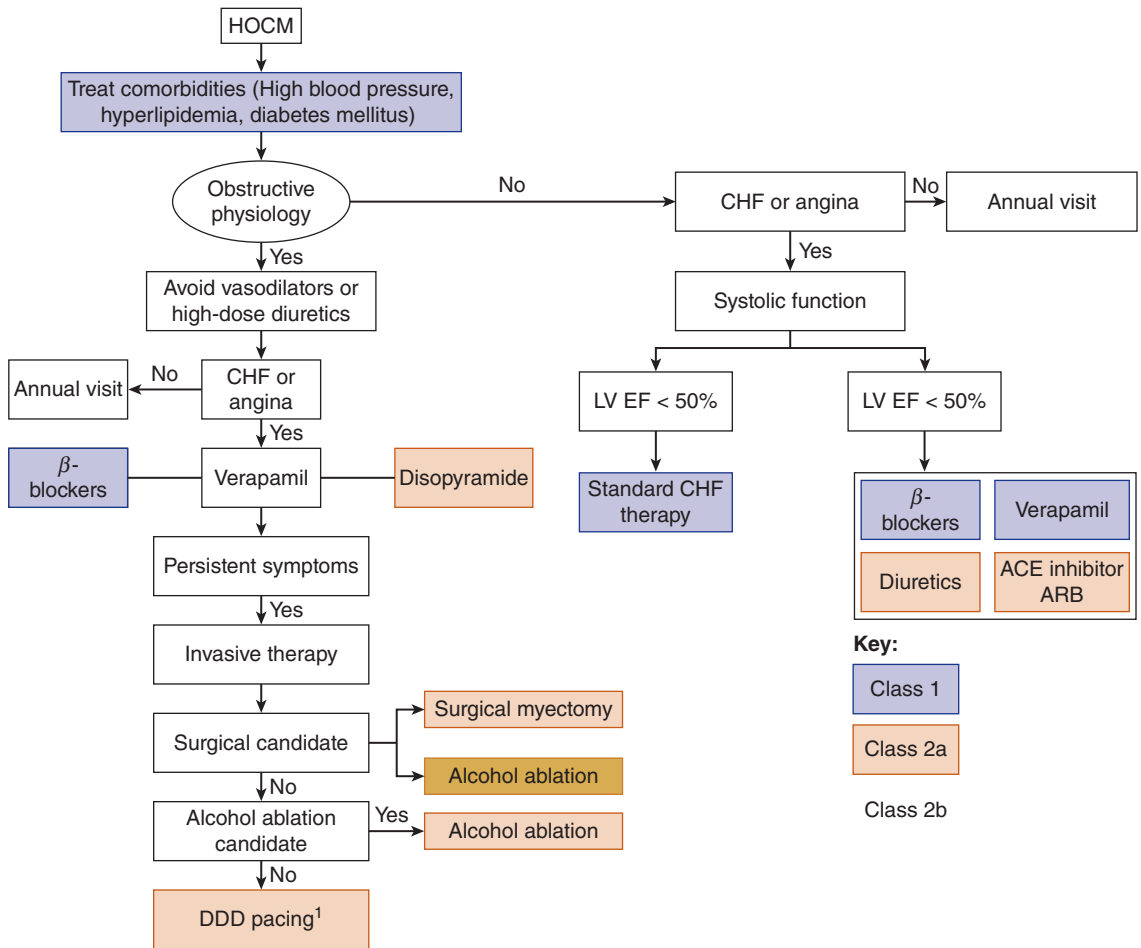 HOCM
Treat comorbidities (High blood pressure,
hyperlipidemia, diabetes mellitus)
Obstructive
physiology
No
CHF or angina
No
Annual visit
Yes
Yes
Avoid vasodilators or
high-dose diuretics
Systolic function
Annual visit
No
CHF or
angina
LV EF < 50%
LV EF < 50%
Yes
β-
blockers
Verapamil
Disopyramide
Standard CHF
therapy
β-
blockers
Verapamil
Diuretics
ACE inhibitor
ARB
Persistent symptoms
Yes
Invasive therapy
Key:
Class 1
Class 2a
Class 2b
Surgical candidate
Surgical myectomy
Alcohol ablation
No
Alcohol ablation
candidate
Yes
Alcohol ablation
No
DDD pacing¹